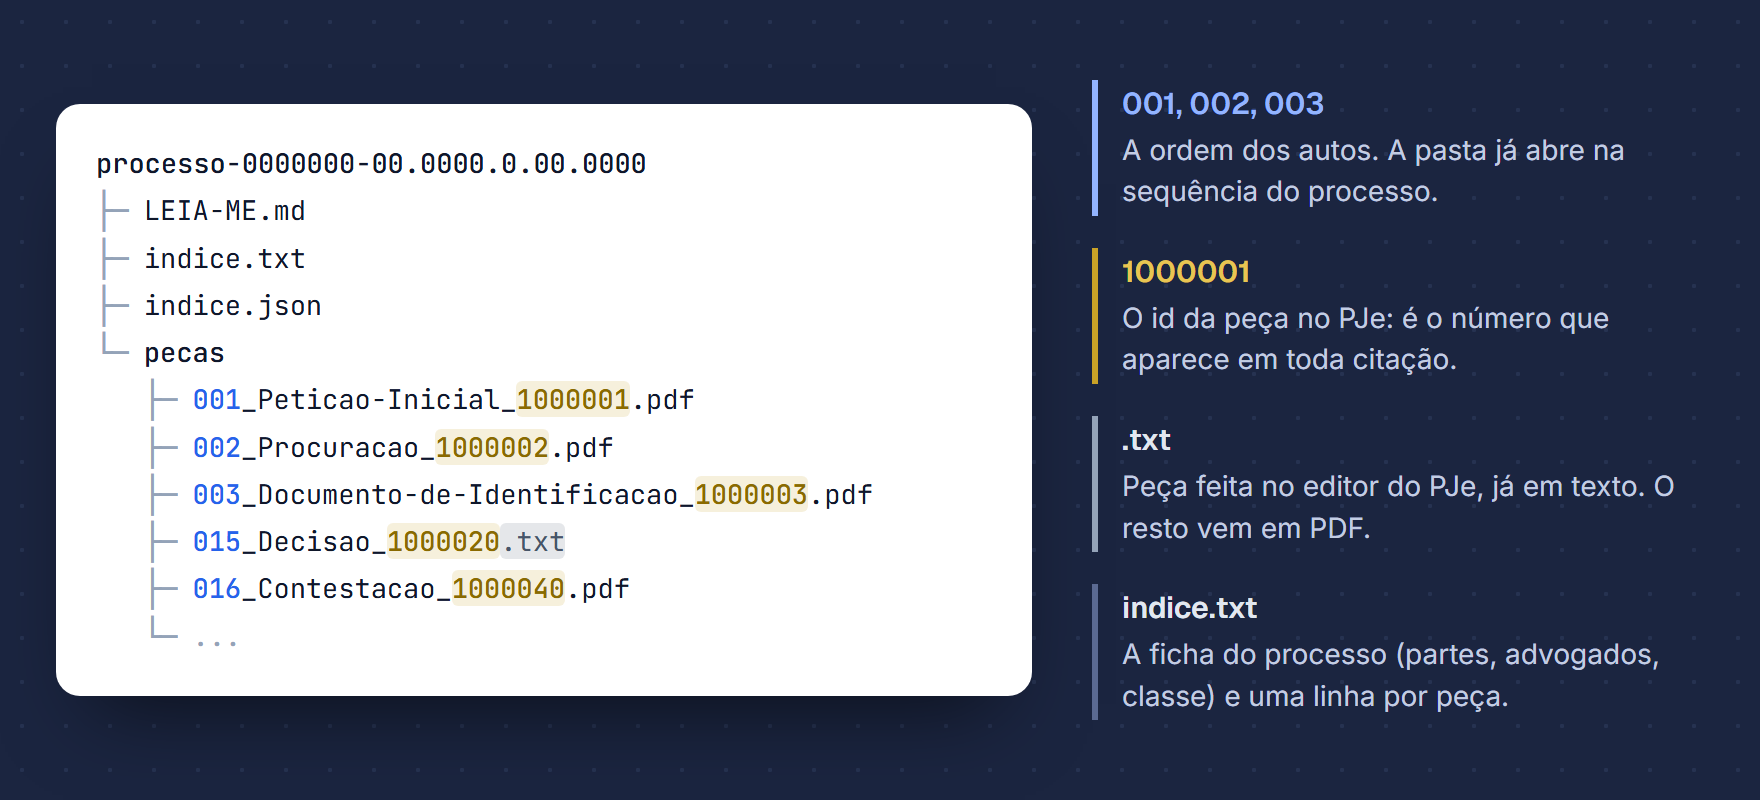 processo-0000000-00.0000.0.00.0000
├─ LEIA-ME.md
├─ indice.txt
├─ indice.json
└─ pecas
├─ 001_Peticao-Inicial_1000001.pdf
├─ 002_Procuracao_1000002.pdf
├─ 003_Documento-de-Identificacao_1000003.pdf
├─ 015_Decisao_1000020.txt
├─ 016_Contestacao_1000040.pdf
└─ ...
001, 002, 003
A ordem dos autos. A pasta já abre na
sequência do processo.
1000001
O id da peça no PJe: é o número que
aparece em toda citação.
.txt
Peça feita no editor do PJe, já em texto. O
resto vem em PDF.
indice.txt
A ficha do processo (partes, advogados,
classe) e uma linha por peça.